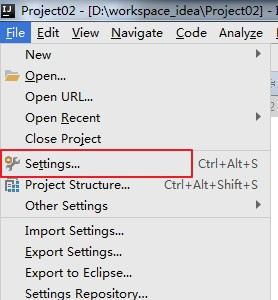 Project02 - [D:\workspace_idea\Project02] - ...\
File Edit View Navigate Code Analyze
New
Open...
Open URL...
Open Recent
Close Project
Settings... Ctrl+Alt+S
Project Structure... Ctrl+Alt+Shift+S
Other Settings
Import Settings...
Export Settings...
Export to Eclipse...
Settings Repository...